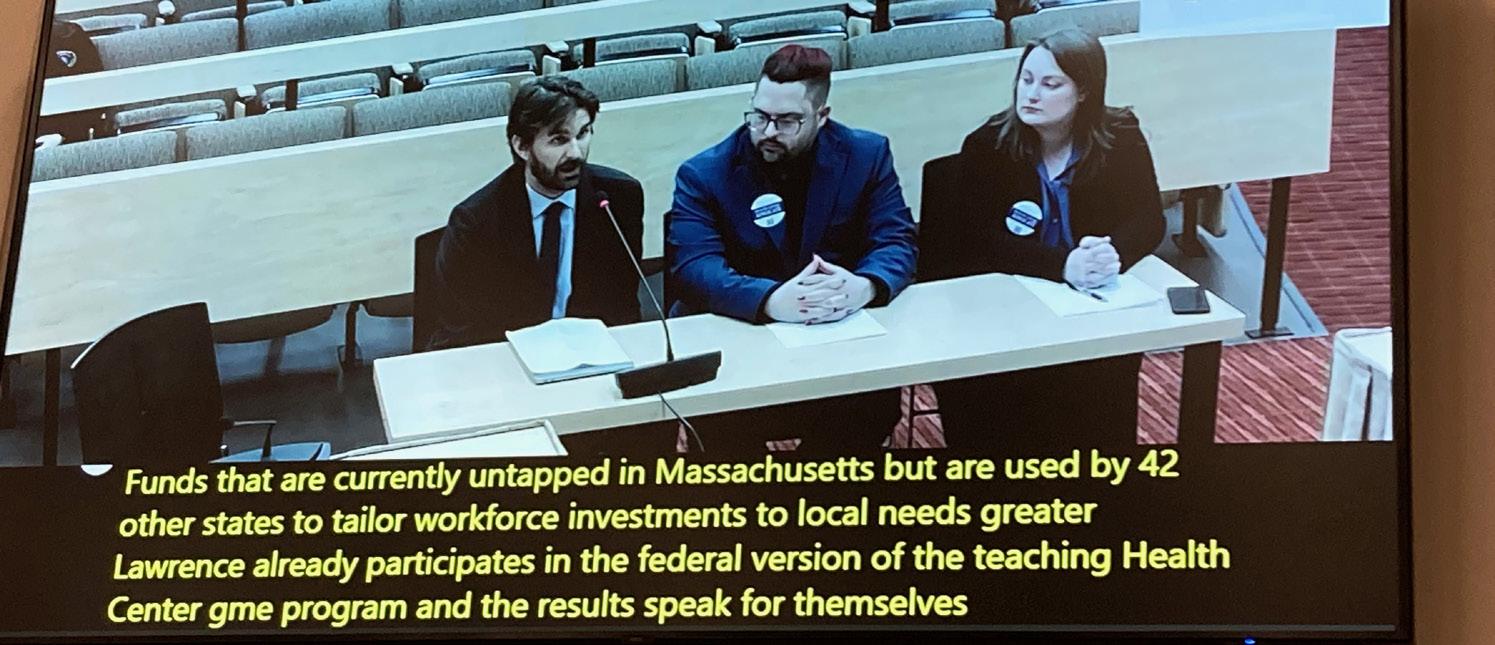 Funds that are currently untapped in Massachusetts but are used by 42
other states to tailor workforce investments to local needs greater
Lawrence already participates in the federal version of the teaching Health
Center gme program and the results speak for themselves